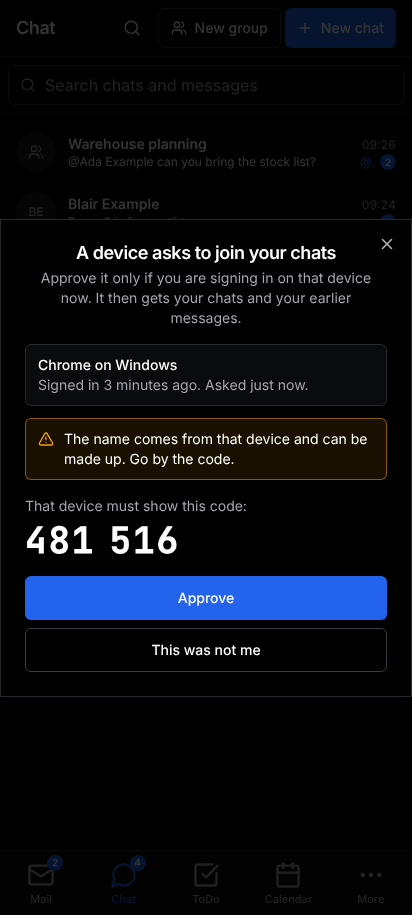 Chat
New group
New chat
Search chats and messages
Warehouse planning
09:26
@Ada Example can you bring the stock list?
@
2
BE
Blair Example
09:24
A device asks to join your chats
Approve it only if you are signing in on that device
now. It then gets your chats and your earlier
messages.
Chrome on Windows
Signed in 3 minutes ago. Asked just now.
The name comes from that device and can be
made up. Go by the code.
That device must show this code:
481 516
Approve
This was not me
2
4
Mail
Chat
ToDo
Calendar
More